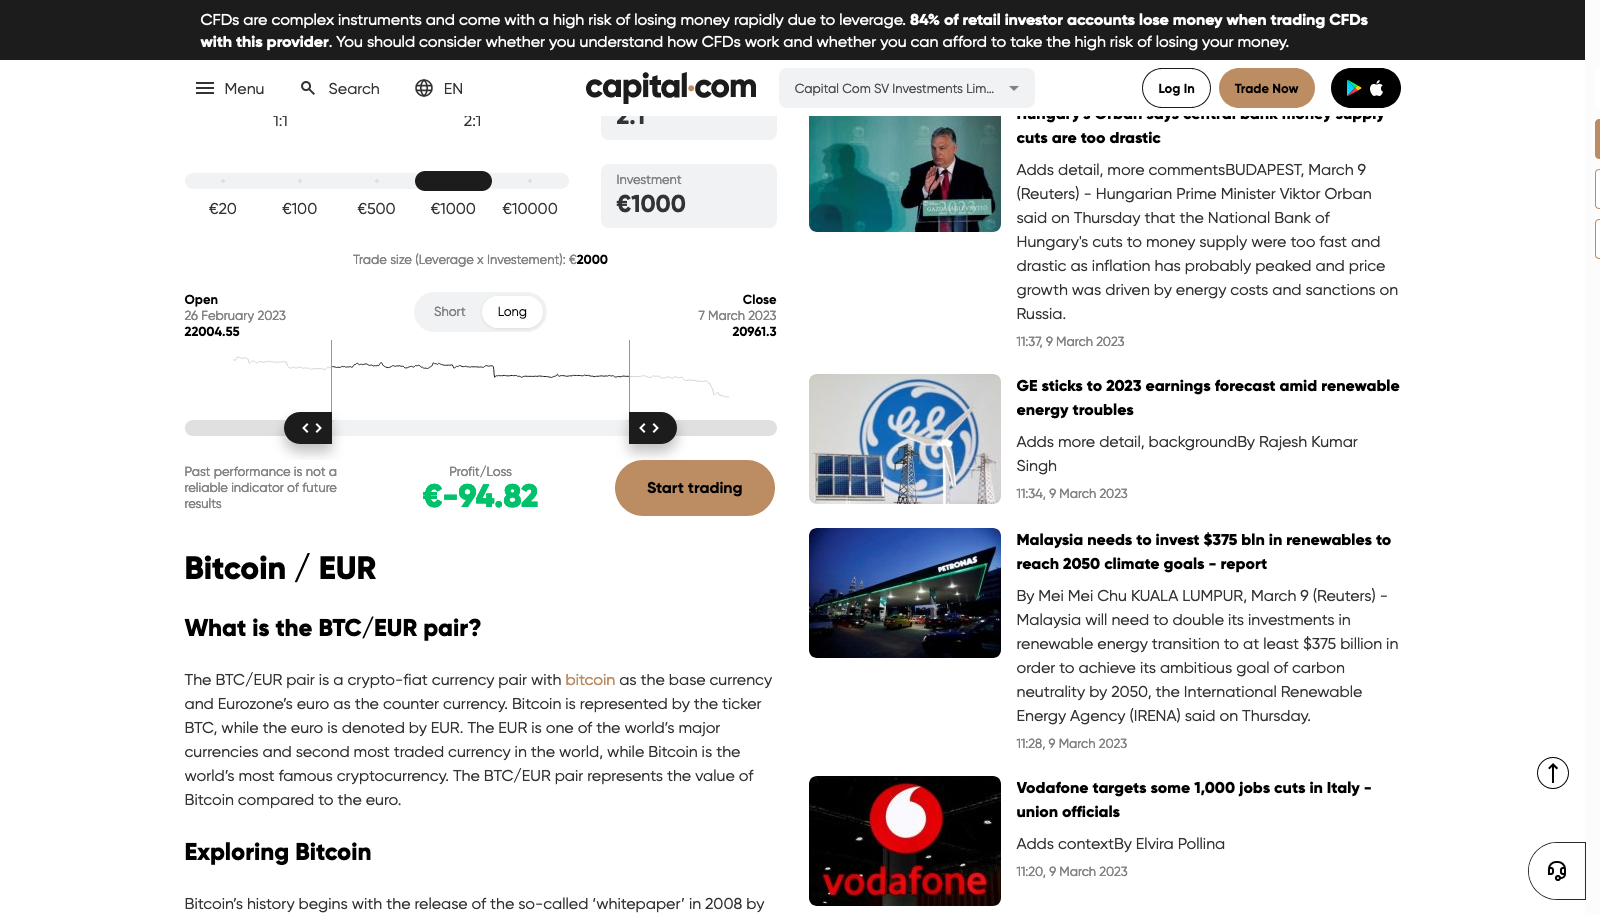 CFDs are complex instruments and come with a high risk of losing money rapidly due to leverage. 84% of retail investor accounts lose money when trading CFDs
with this provider. You should consider whether you understand how CFDs work and whether you can afford to take the high risk of losing your money.
Menu
Search
EN
capital.com
Capital Com SV Investments Lim...
Log In
Trade Now
1:1
2:1
2:1
€20
€100
€500
€1000
€10000
Investment
€1000
Trade size (Leverage x Investement): €2000
Open
26 February 2023
22004.55
Short
Long
Close
7 March 2023
20961.3
Past performance is not a
reliable indicator of future
results
Profit/Loss
€-94.82
Start trading
Bitcoin / EUR
What is the BTC/EUR pair?
The BTC/EUR pair is a crypto-fiat currency pair with bitcoin as the base currency
and Eurozone's euro as the counter currency. Bitcoin is represented by the ticker
BTC, while the euro is denoted by EUR. The EUR is one of the world's major
currencies and second most traded currency in the world, while Bitcoin is the
world's most famous cryptocurrency. The BTC/EUR pair represents the value of
Bitcoin compared to the euro.
Exploring Bitcoin
Bitcoin's history begins with the release of the so-called 'whitepaper' in 2008 by
Hungary's Orban says central bank money supply
cuts are too drastic
Adds detail, more commentsBUDAPEST, March 9
(Reuters) - Hungarian Prime Minister Viktor Orban
said on Thursday that the National Bank of
Hungary's cuts to money supply were too fast and
drastic as inflation has probably peaked and price
growth was driven by energy costs and sanctions on
Russia.
11:37, 9 March 2023
GE sticks to 2023 earnings forecast amid renewable
energy troubles
Adds more detail, backgroundBy Rajesh Kumar
Singh
11:34, 9 March 2023
PETRONAS
Malaysia needs to invest $375 bln in renewables to
reach 2050 climate goals - report
By Mei Mei Chu KUALA LUMPUR, March 9 (Reuters) -
Malaysia will need to double its investments in
renewable energy transition to at least $375 billion in
order to achieve its ambitious goal of carbon
neutrality by 2050, the International Renewable
Energy Agency (IRENA) said on Thursday.
11:28, 9 March 2023
vodafone
Vodafone targets some 1,000 jobs cuts in Italy -
union officials
Adds contextBy Elvira Pollina
11:20, 9 March 2023